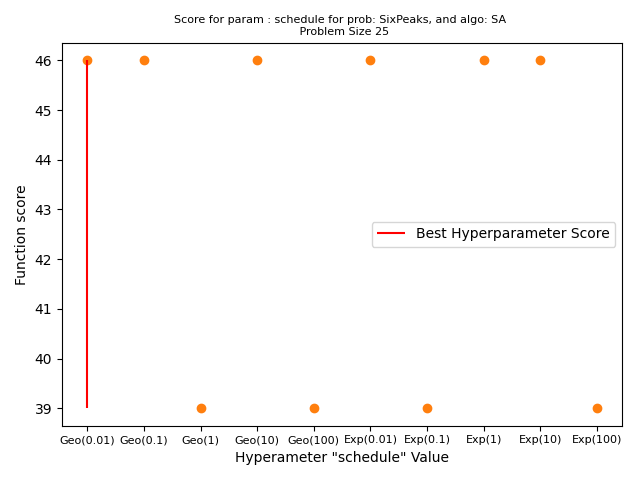 Score for param : schedule for prob: SixPeaks, and algo: SA
Problem Size 25
46
45
44
43
42
41
40
39
Function score
Best Hyperparameter Score
Geo(0.01) Geo(0.1) Geo(1) Geo(10) Geo(100) Exp(0.01) Exp(0.1) Exp(1) Exp(10) Exp(100)
Hyperameter "schedule" Value